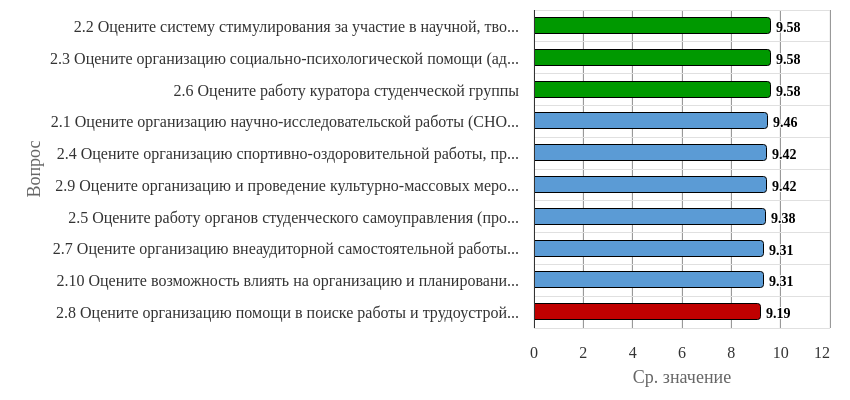 2.2 Оцените систему стимулирования за участие в научной, тво... 9.58
2.3 Оцените организацию социально-психологической помощи (ад... 9.58
2.6 Оцените работу куратора студенческой группы 9.58
2.1 Оцените организацию научно-исследовательской работы (СНО... 9.46
2.4 Оцените организацию спортивно-оздоровительной работы, пр... 9.42
2.9 Оцените организацию и проведение культурно-массовых меро... 9.42
2.5 Оцените работу органов студенческого самоуправления (про... 9.38
2.7 Оцените организацию внеаудиторной самостоятельной работы... 9.31
2.10 Оцените возможность влиять на организацию и планировани... 9.31
2.8 Оцените организацию помощи в поиске работы и трудоустрой... 9.19
Вопрос
0 2 4 6 8 10 12
Ср. значение